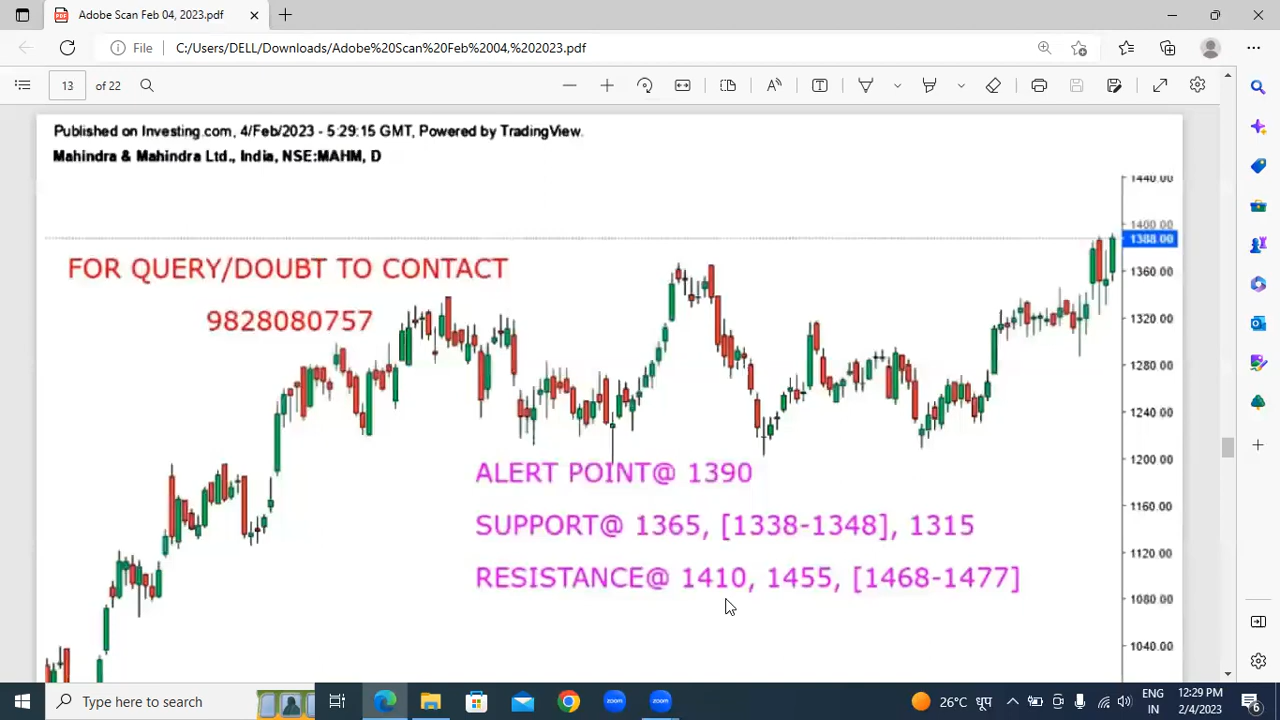 Adobe Scan Feb 04, 2023.pdf
File
C:/Users/DELL/Downloads/Adobe%20Scan%20Feb%2004,%202023.pdf
13 of 22
Published on Investing.com, 4/Feb/2023 - 5:29:15 GMT, Powered by TradingView.
Mahindra & Mahindra Ltd., India, NSE:MAHM, D
1440.00
1400.00
1388.00
FOR QUERY/DOUBT TO CONTACT
1360.00
9828080757
1320.00
1280.00
1240.00
1200.00
ALERT POINT@ 1390
1160.00
SUPPORT@ 1365, [1338-1348], 1315
1120.00
RESISTANCE@ 1410, 1455, [1468-1477]
1080.00
1040.00
Type here to search
zoom
zoom
26°C धूप
ENG
IN
12:29 PM
2/4/2023
6